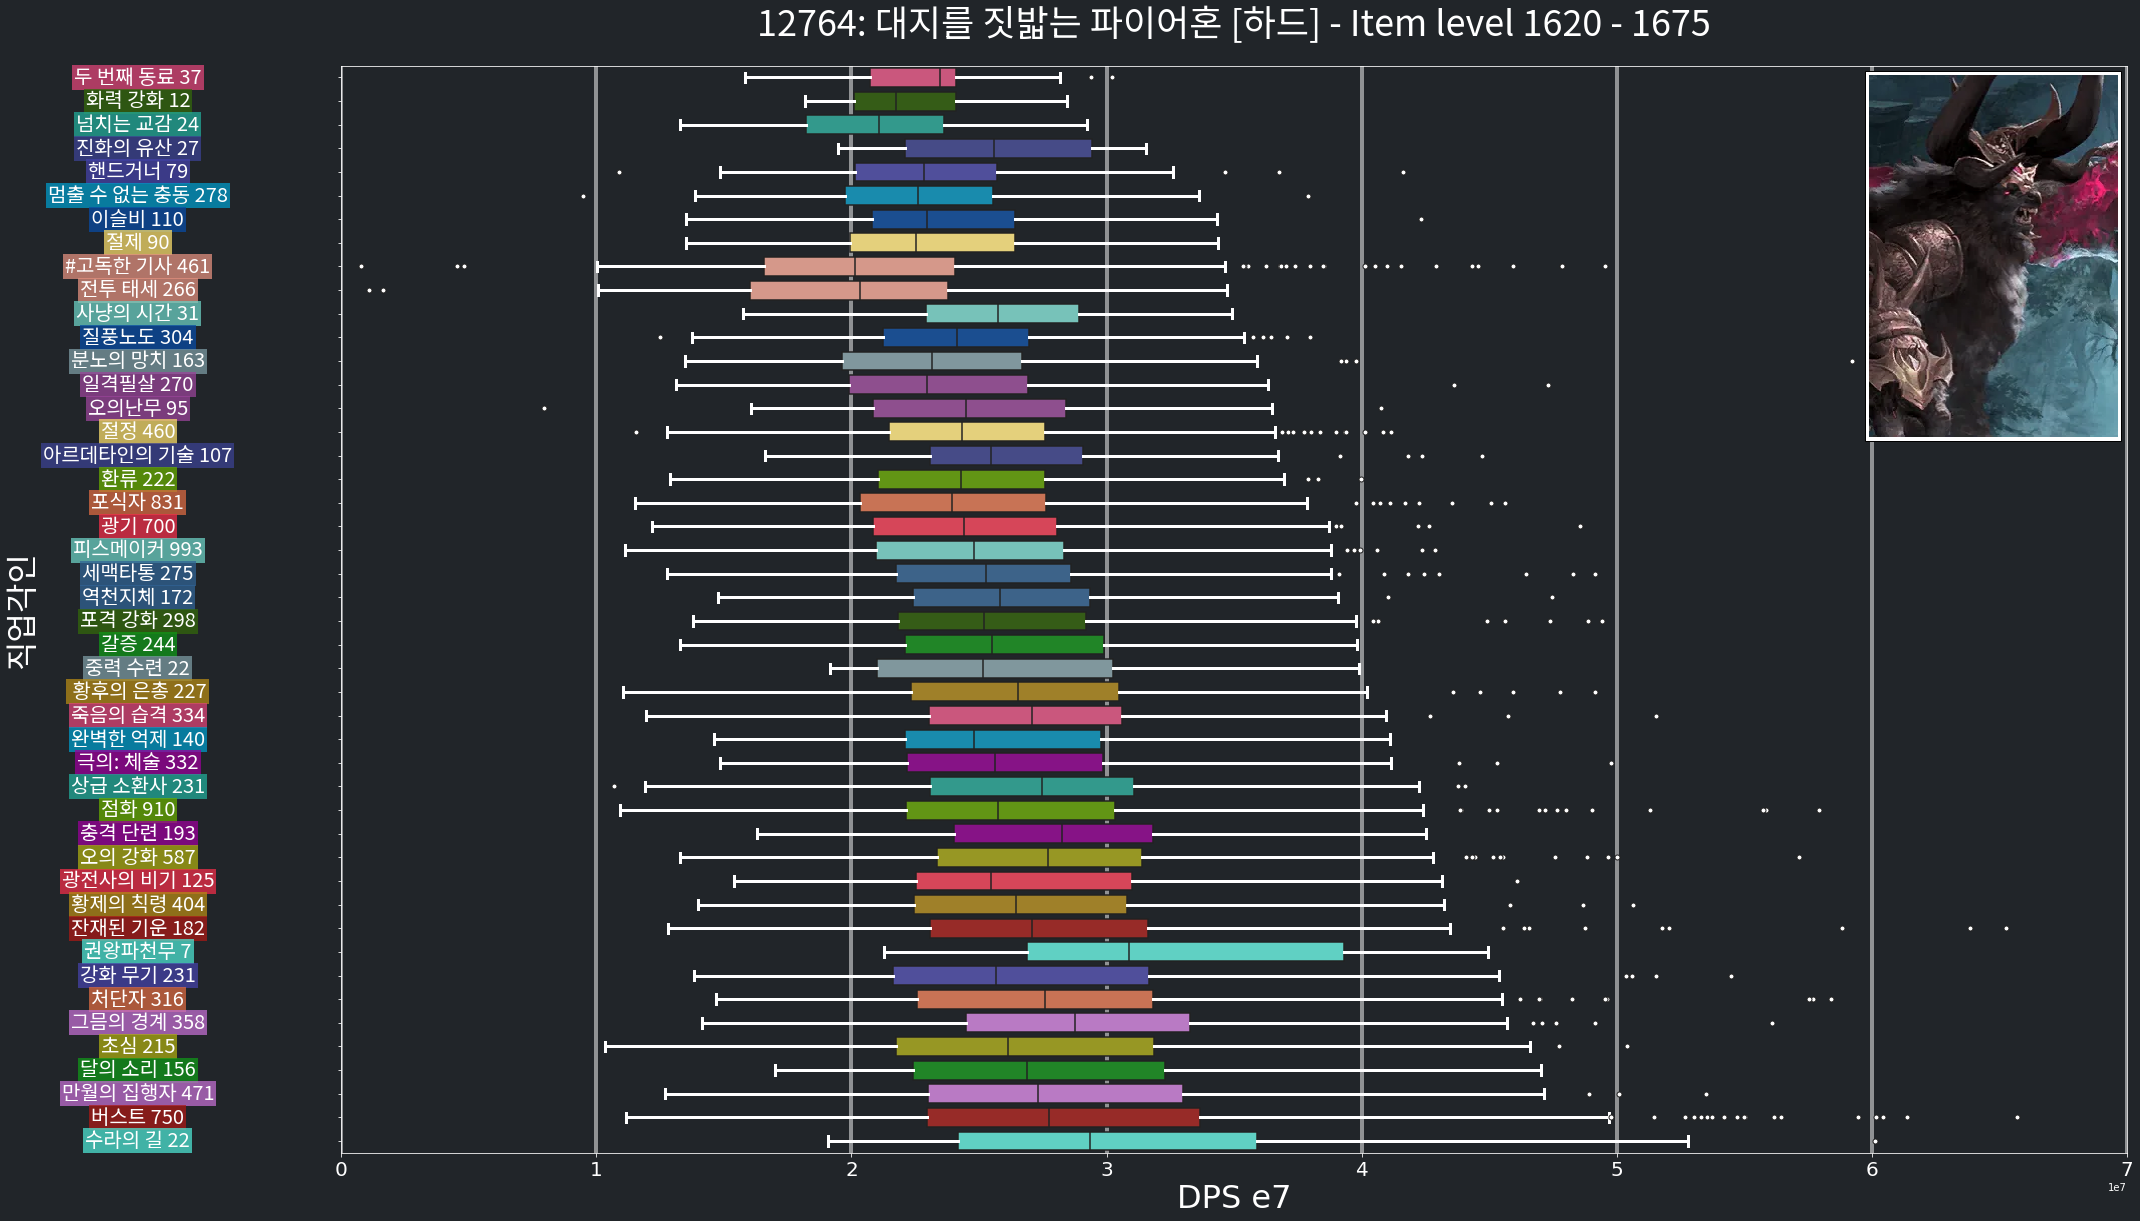 12764: 대지를 짓밟는 파이어혼 [하드] - Item level 1620 - 1675
직업각인
두 번째 동료 37
화력 강화 12
넘치는 교감 24
진화의 유산 27
핸드거너 79
멈출 수 없는 충동 278
이슬비 110
절제 90
#고독한 기사 461
전투 태세 266
사냥의 시간 31
질풍노도 304
분노의 망치 163
일격필살 270
오의난무 95
절정 460
아르데타인의 기술 107
환류 222
포식자 831
광기 700
피스메이커 993
세맥타통 275
역천지체 172
포격 강화 298
갈증 244
중력 수련 22
황후의 은총 227
죽음의 습격 334
완벽한 억제 140
극의: 체술 332
상급 소환사 231
점화 910
충격 단련 193
오의 강화 587
광전사의 비기 125
황제의 칙령 404
잔재된 기운 182
권왕파천무 7
강화 무기 231
처단자 316
그믐의 경계 358
초심 215
달의 소리 156
만월의 집행자 471
버스트 750
수라의 길 22
0 1 2 3 4 5 6 7
1e7
DPS e7